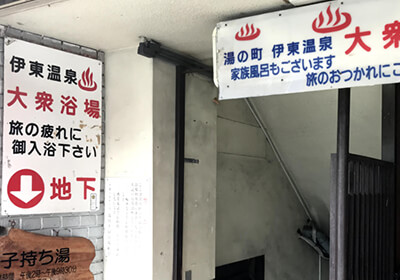 伊東温泉♨
大衆浴場
旅の疲れに
御入浴下さい
地下
子持ち湯
湯の町 伊東温泉 大衆
家族風呂もございます
旅のおつかれに